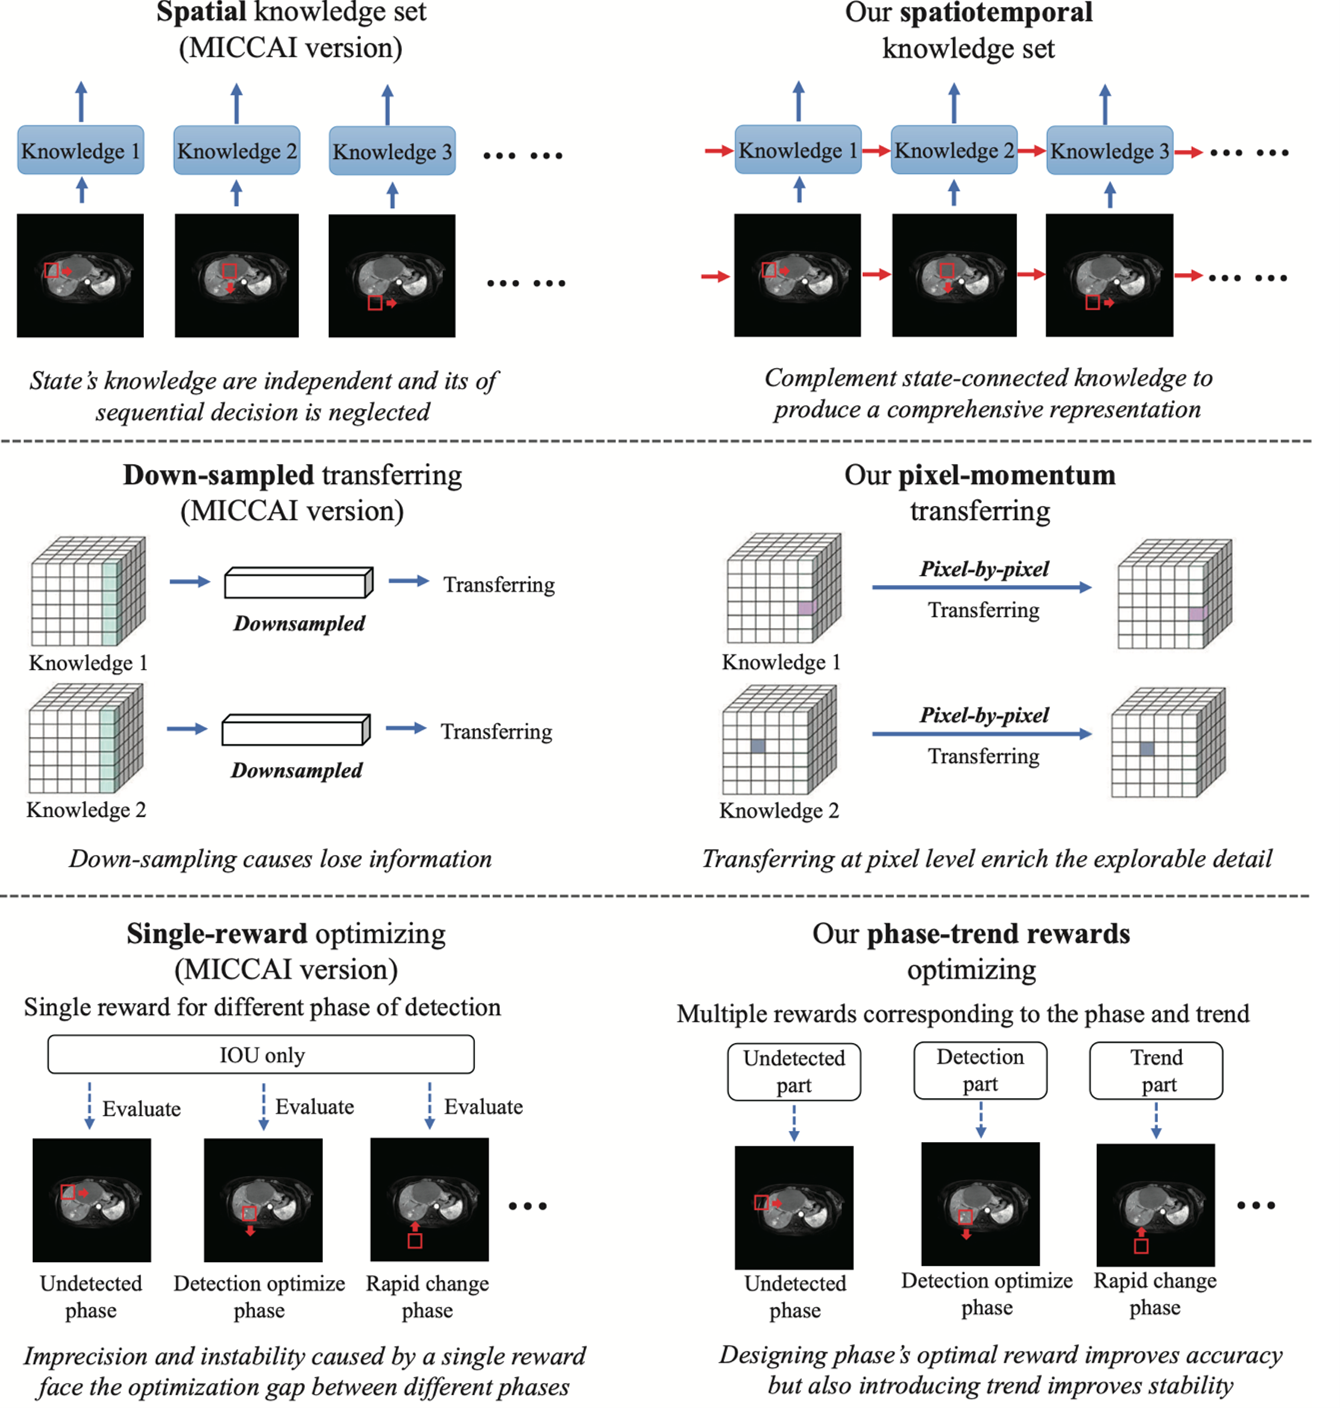 Spatial knowledge set
(MICCAI version)
Knowledge 1
Knowledge 2
Knowledge 3
State’s knowledge are independent and its of
sequential decision is neglected
Our spatiotemporal
knowledge set
Knowledge 1
Knowledge 2
Knowledge 3
Complement state-connected knowledge to
produce a comprehensive representation
Down-sampled transferring
(MICCAI version)
Knowledge 1
Downsampled
Transferring
Knowledge 2
Downsampled
Transferring
Down-sampling causes lose information
Our pixel-momentum
transferring
Knowledge 1
Pixel-by-pixel
Transferring
Knowledge 2
Pixel-by-pixel
Transferring
Transferring at pixel level enrich the explorable detail
Single-reward optimizing
(MICCAI version)
Single reward for different phase of detection
IOU only
Evaluate
Evaluate
Evaluate
Undetected
phase
Detection optimize
phase
Rapid change
phase
Imprecision and instability caused by a single reward
face the optimization gap between different phases
Our phase-trend rewards
optimizing
Multiple rewards corresponding to the phase and trend
Undetected
part
Detection
part
Trend
part
Undetected
phase
Detection optimize
phase
Rapid change
phase
Designing phase’s optimal reward improves accuracy
but also introducing trend improves stability